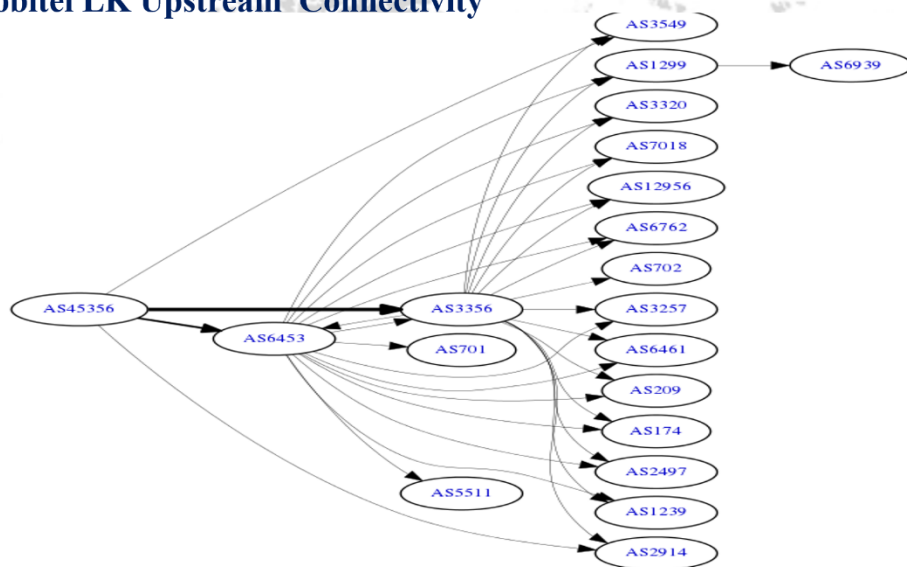 Upstream Connectivity
AS3549
AS1299
AS6939
AS3320
AS7018
AS12956
AS6762
AS702
AS45356
AS3356
AS3257
AS6453
AS701
AS6461
AS209
AS174
AS2497
AS5511
AS1239
AS2914